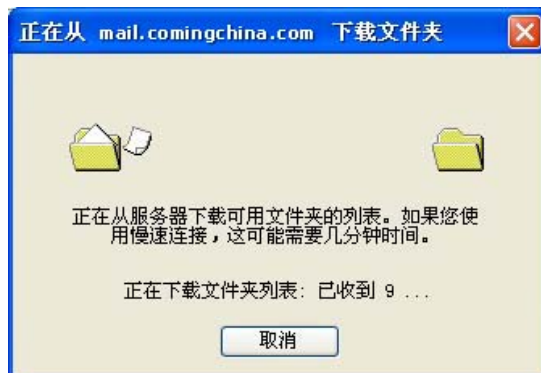 正在从 mail.comingchina.com 下载文件夹
正在从服务器下载可用文件夹的列表。如果您使
用慢速连接，这可能需要几分钟时间。
正在下载文件夹列表: 已收到 9 ...
取消